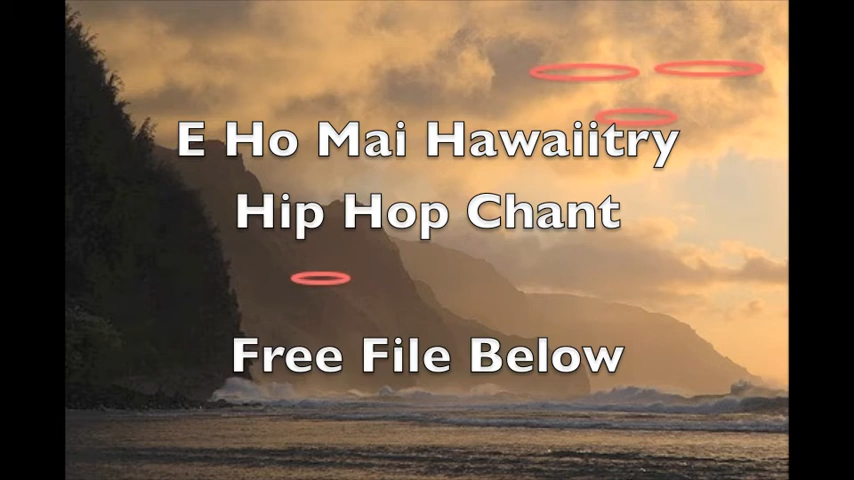 E Ho Mai Hawaiitry
Hip Hop Chant
Free File Below